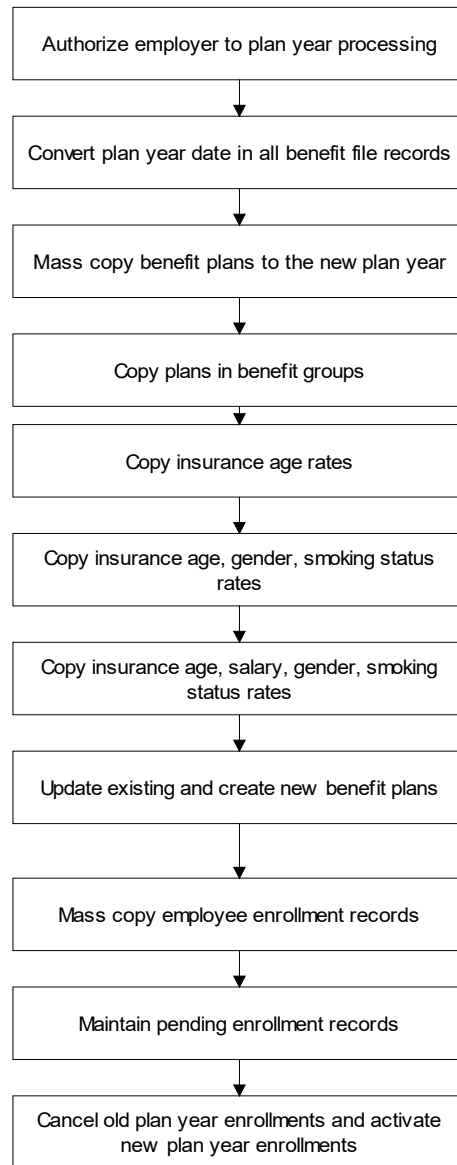 Authorize employer to plan year processing
Convert plan year date in all benefit file records
Mass copy benefit plans to the new plan year
Copy plans in benefit groups
Copy insurance age rates
Copy insurance age, gender, smoking status
rates
Copy insurance age, salary, gender, smoking
status rates
Update existing and create new benefit plans
Mass copy employee enrollment records
Maintain pending enrollment records
Cancel old plan year enrollments and activate
new plan year enrollments